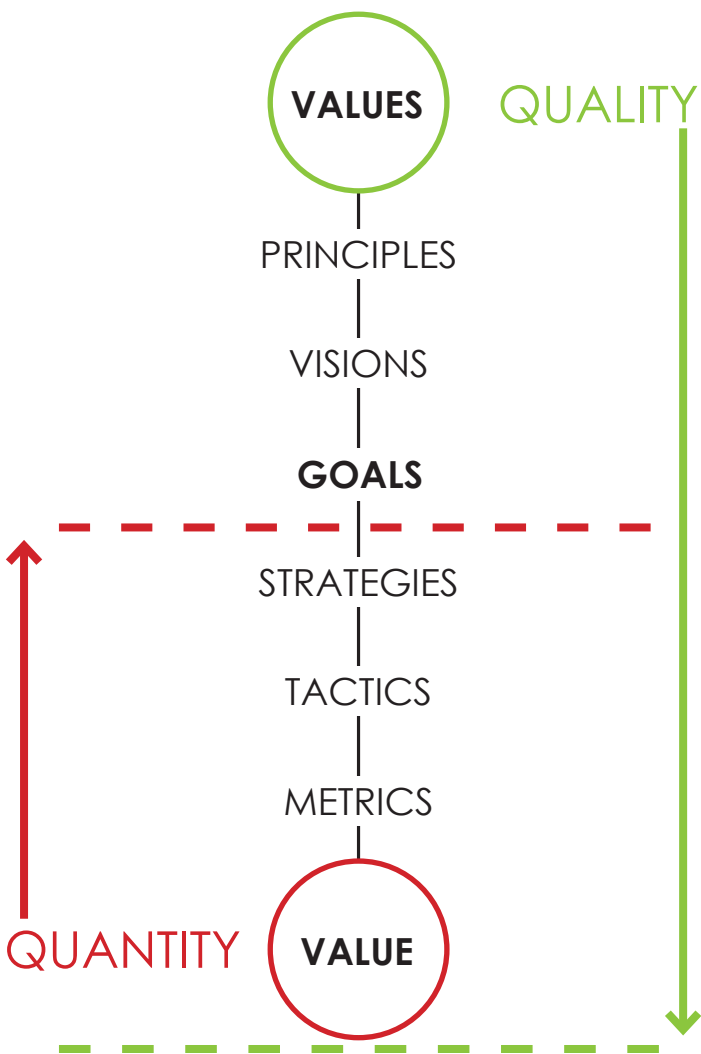 VALUES
QUALITY
PRINCIPLES
VISIONS
GOALS
STRATEGIES
TACTICS
METRICS
QUANTITY
VALUE